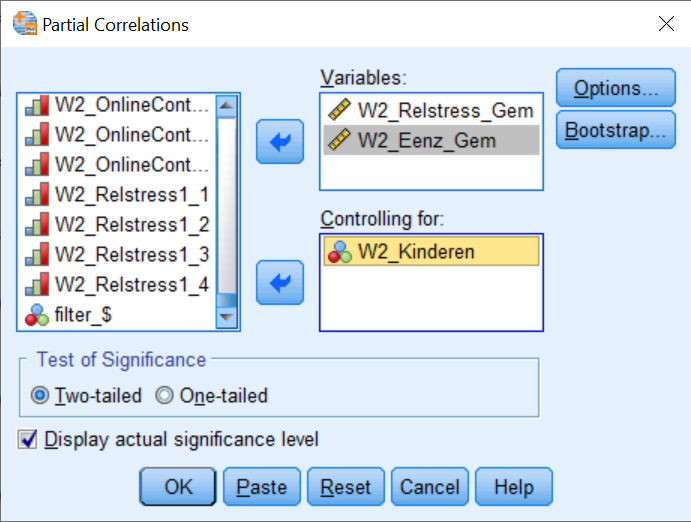 Partial Correlations
W2_OnlineCont...
W2_OnlineCont...
W2_OnlineCont...
W2_Relstress1_1
W2_Relstress1_2
W2_Relstress1_3
W2_Relstress1_4
filter_$
Variables:
W2_Relstress_Gem
W2_Eenz_Gem
Controlling for:
W2_Kinderen
Options...
Bootstrap...
Test of Significance
Two-tailed One-tailed
Display actual significance level
OK Paste Reset Cancel Help